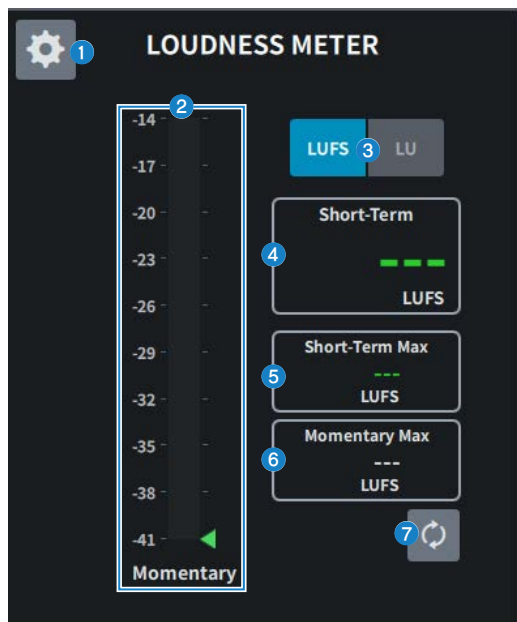 1
LOUDNESS METER
2
-14
-17
-20
-23
-26
-29
-32
-35
-38
-41
Momentary
LUFS 3 LU
Short-Term
4
---
LUFS
Short-Term Max
5
---
LUFS
Momentary Max
6
---
LUFS
7